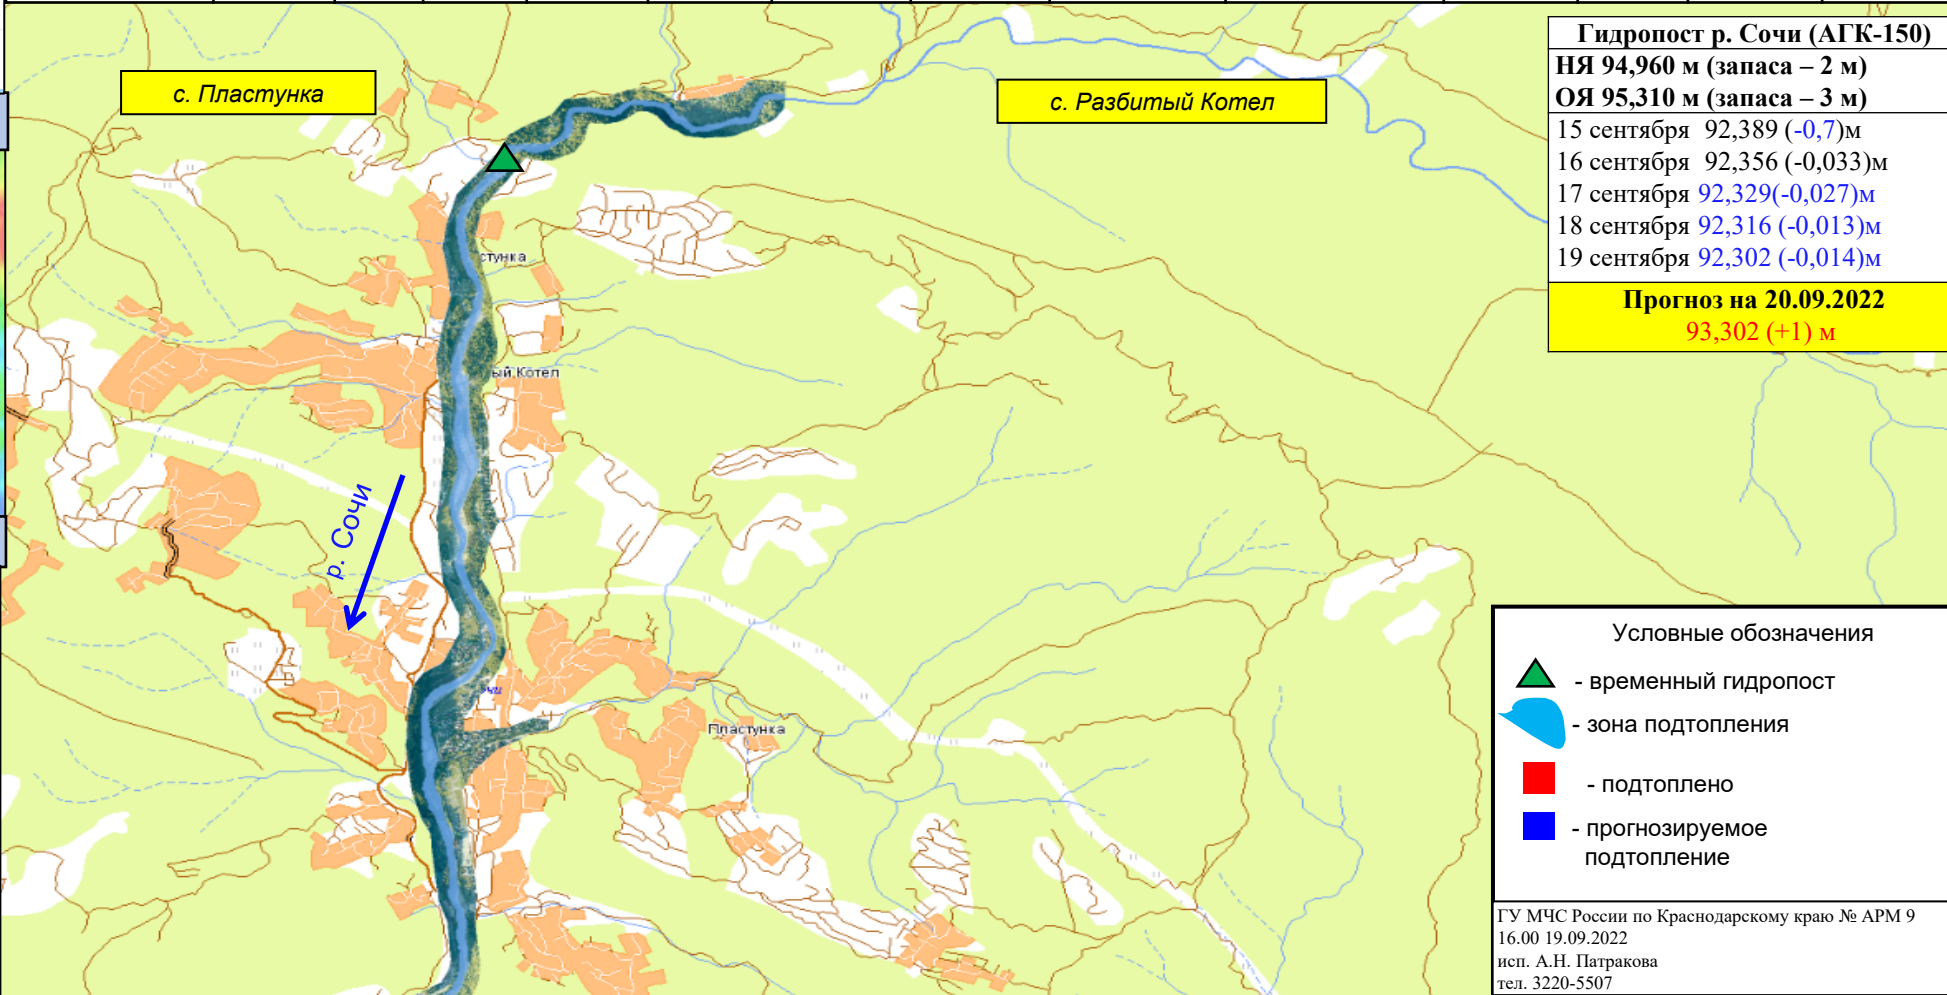 с. Пластунка
с. Разбитый Котел
Гидропост р. Сочи (АГК-150)
НЯ 94,960 м (запаса – 2 м)
ОЯ 95,310 м (запаса – 3 м)
15 сентября 92,389 (-0,7)м
16 сентября 92,356 (-0,033)м
17 сентября 92,329(-0,027)м
18 сентября 92,316 (-0,013)м
19 сентября 92,302 (-0,014)м
Прогноз на 20.09.2022
93,302 (+1) м
стунка
ый Котел
р. Сочи
Пластунка
Условные обозначения
- временный гидропост
- зона подтопления
- подтоплено
- прогнозируемое
подтопление
ГУ МЧС России по Краснодарскому краю № АРМ 9
16.00 19.09.2022
исп. А.Н. Патракова
тел. 3220-5507